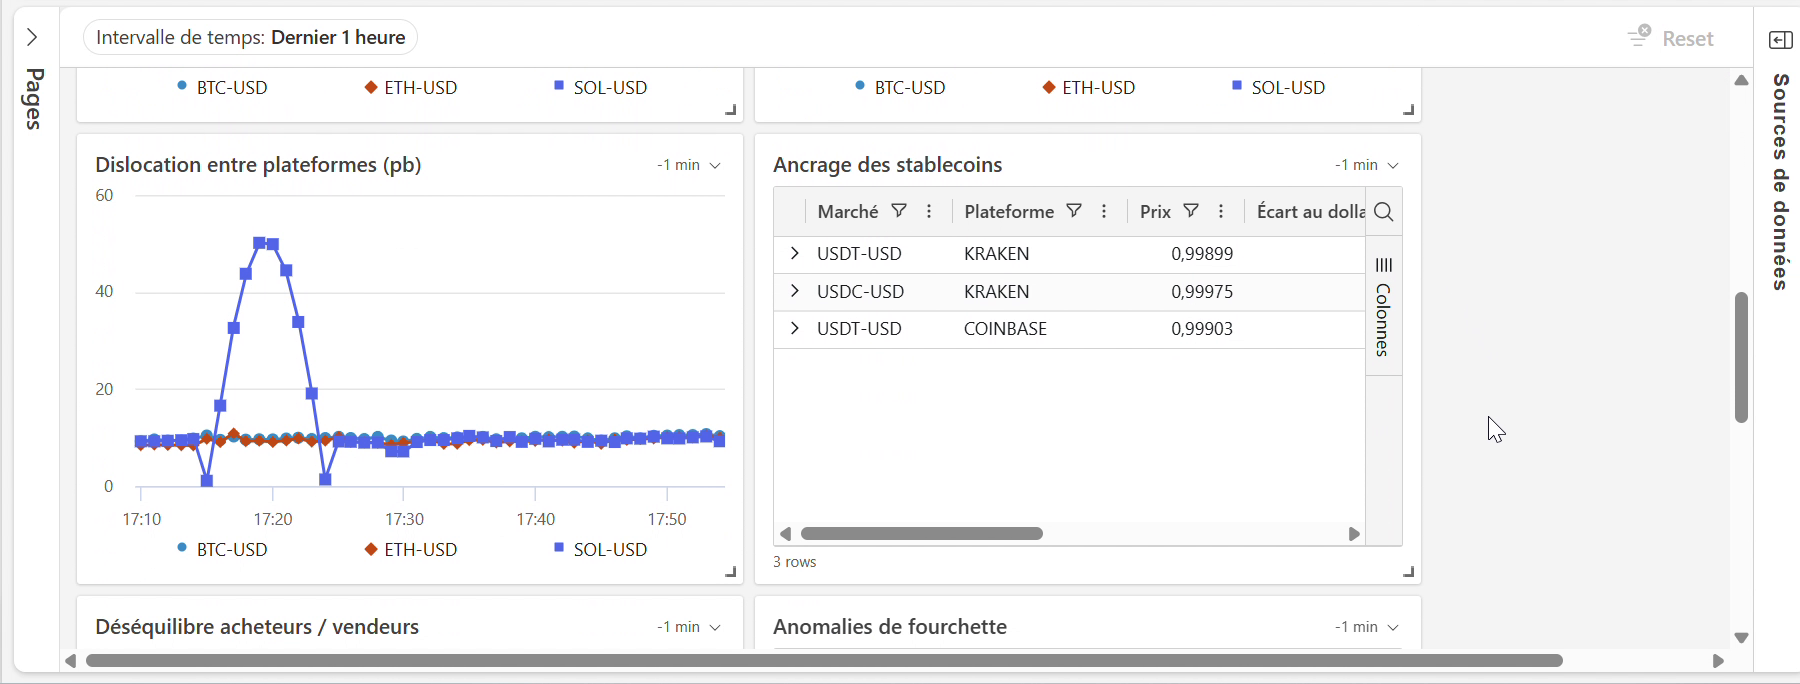 Intervalle de temps: Dernier 1 heure
Reset
Pages
Sources de données
BTC-USD ETH-USD SOL-USD
BTC-USD ETH-USD SOL-USD
Dislocation entre plateformes (pb)
-1 min
60
40
20
0
17:10 17:20 17:30 17:40 17:50
BTC-USD ETH-USD SOL-USD
Ancrage des stablecoins
-1 min
Marché Plateforme Prix Écart au dolla
USDT-USD KRAKEN 0,99899
USDC-USD KRAKEN 0,99975
USDT-USD COINBASE 0,99903
Colonnes
3 rows
Déséquilibre acheteurs / vendeurs
-1 min
Anomalies de fourchette
-1 min